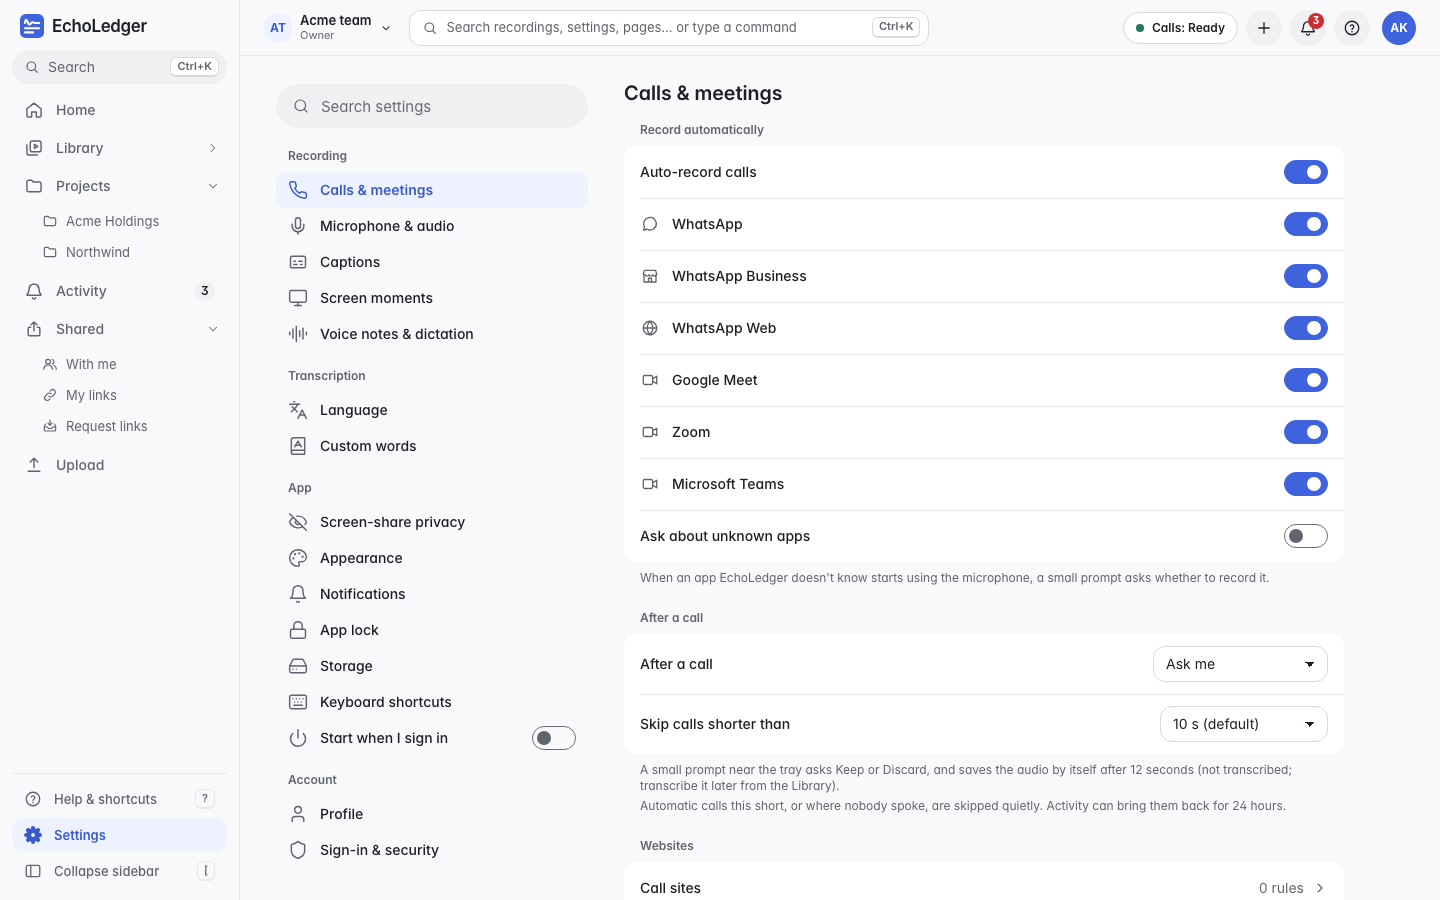 EchoLedger
Search
Ctrl+K
Home
Library
Projects
Acme Holdings
Northwind
Activity
3
Shared
With me
My links
Request links
Upload
Help & shortcuts
?
Settings
Collapse sidebar
[
AT
Acme team
Owner
Search recordings, settings, pages... or type a command
Ctrl+K
Calls: Ready
3
AK
Search settings
Recording
Calls & meetings
Microphone & audio
Captions
Screen moments
Voice notes & dictation
Transcription
Language
Custom words
App
Screen-share privacy
Appearance
Notifications
App lock
Storage
Keyboard shortcuts
Start when I sign in
Account
Profile
Sign-in & security
Calls & meetings
Record automatically
Auto-record calls
WhatsApp
WhatsApp Business
WhatsApp Web
Google Meet
Zoom
Microsoft Teams
Ask about unknown apps
When an app EchoLedger doesn't know starts using the microphone, a small prompt asks whether to record it.
After a call
After a call
Ask me
Skip calls shorter than
10 s (default)
A small prompt near the tray asks Keep or Discard, and saves the audio by itself after 12 seconds (not transcribed;
transcribe it later from the Library).
Automatic calls this short, or where nobody spoke, are skipped quietly. Activity can bring them back for 24 hours.
Websites
Call sites
0 rules